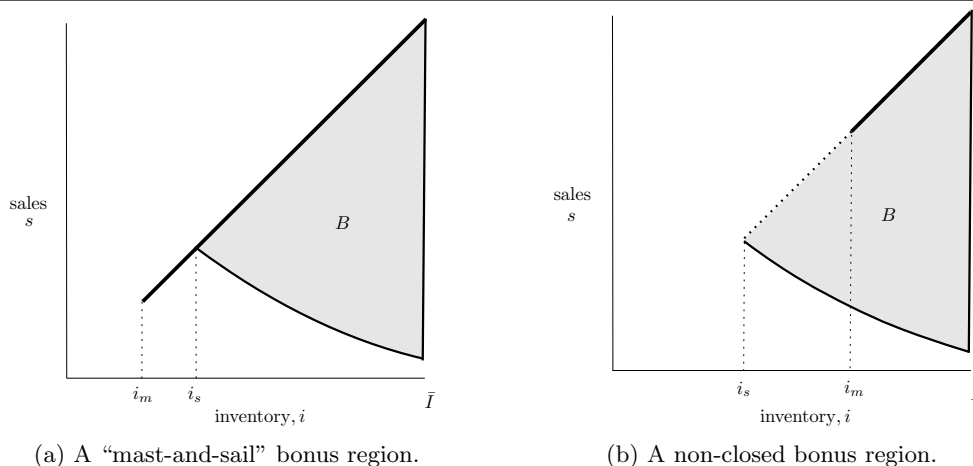 sales
s
B
i_m
i_s
Ī
inventory, i
(a) A “mast-and-sail” bonus region.
sales
s
B
i_s
i_m
inventory, i
(b) A non-closed bonus region.